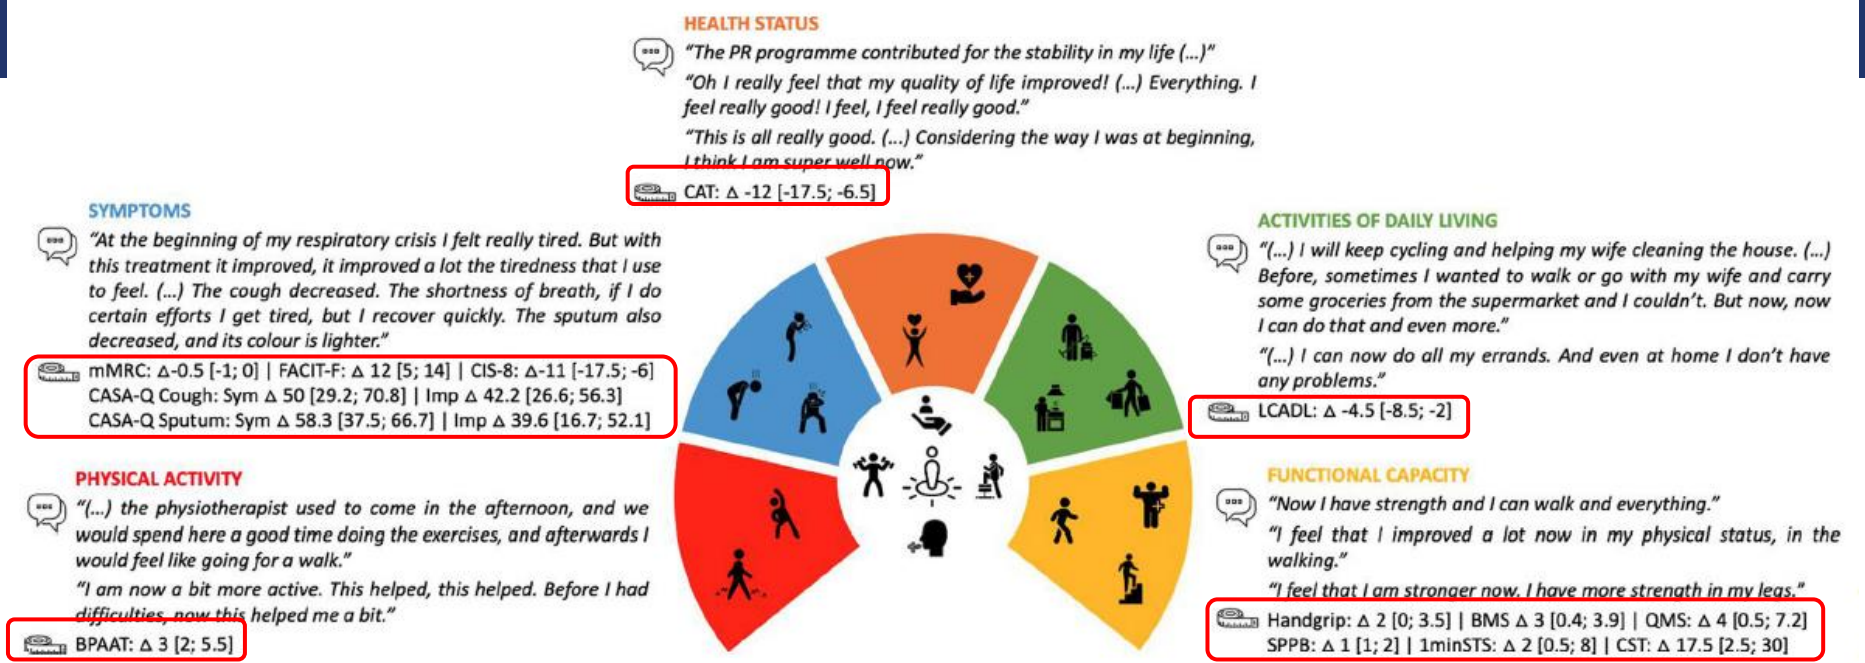 HEALTH STATUS
“The PR programme contributed for the stability in my life (...)”
“Oh I really feel that my quality of life improved! (...) Everything. I
feel really good! I feel, I feel really good.”
“This is all really good. (...) Considering the way I was at beginning,
I think I am super well now.”
CAT: Δ -12 [-17.5; -6.5]
SYMPTOMS
“At the beginning of my respiratory crisis I felt really tired. But with
this treatment it improved, it improved a lot the tiredness that I use
to feel. (...) The cough decreased. The shortness of breath, if I do
certain efforts I get tired, but I recover quickly. The sputum also
decreased, and its colour is lighter.”
mMRC: Δ-0.5 [-1; 0] | FACIT-F: Δ 12 [5; 14] | CIS-8: Δ-11 [-17.5; -6]
CASA-Q Cough: Sym Δ 50 [29.2; 70.8] | Imp Δ 42.2 [26.6; 56.3]
CASA-Q Sputum: Sym Δ 58.3 [37.5; 66.7] | Imp Δ 39.6 [16.7; 52.1]
PHYSICAL ACTIVITY
“(...) the physiotherapist used to come in the afternoon, and we
would spend here a good time doing the exercises, and afterwards I
would feel like going for a walk.”
“I am now a bit more active. This helped, this helped. Before I had
difficulties, now this helped me a bit.”
BPAAT: Δ 3 [2; 5.5]
ACTIVITIES OF DAILY LIVING
“(...) I will keep cycling and helping my wife cleaning the house. (...)
Before, sometimes I wanted to walk or go with my wife and carry
some groceries from the supermarket and I couldn’t. But now, now
I can do that and even more.”
“(...) I can now do all my errands. And even at home I don’t have
any problems.”
LCADL: Δ -4.5 [-8.5; -2]
FUNCTIONAL CAPACITY
“Now I have strength and I can walk and everything.”
“I feel that I improved a lot now in my physical status, in the
walking.”
“I feel that I am stronger now. I have more strength in my legs.”
Handgrip: Δ 2 [0; 3.5] | BMS Δ 3 [0.4; 3.9] | QMS: Δ 4 [0.5; 7.2]
SPPB: Δ 1 [1; 2] | 1minSTS: Δ 2 [0.5; 8] | CST: Δ 17.5 [2.5; 30]